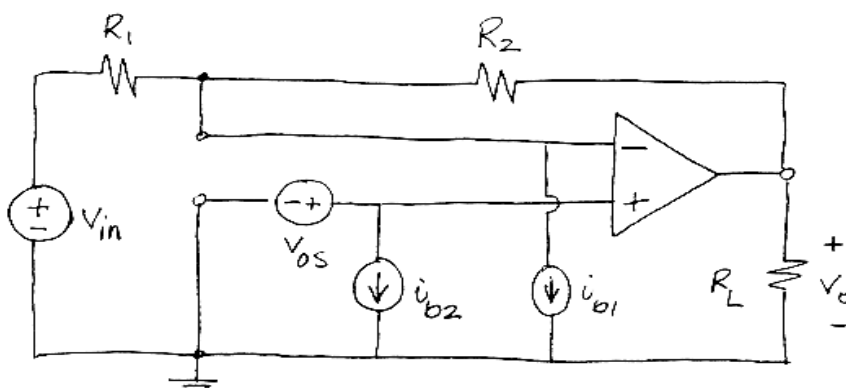 R1
R2
−
+
−
Vin
− +
Vos
ib2
ib1
+
RL
+
Vo
−